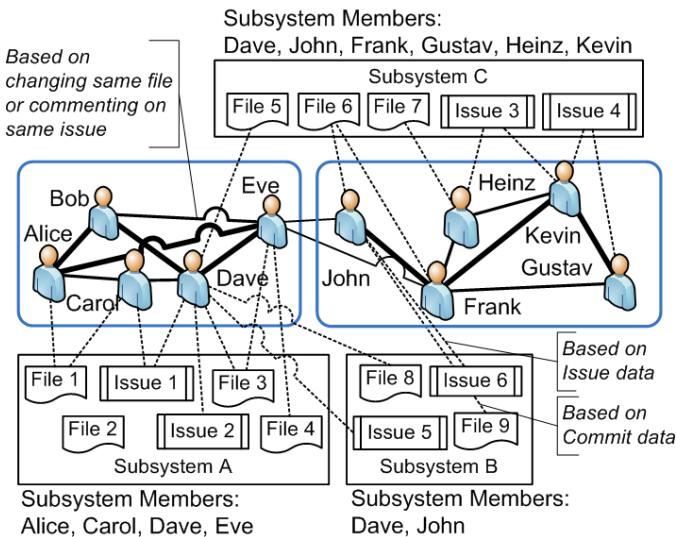 Subsystem Members:
Dave, John, Frank, Gustav, Heinz, Kevin
Based on
changing same file
or commenting on
same issue
Subsystem C
File 5
File 6
File 7
Issue 3
Issue 4
Bob
Eve
Alice
Carol
Dave
John
Heinz
Kevin
Gustav
Frank
Based on
Issue data
Based on
Commit data
File 1
Issue 1
File 3
File 2
Issue 2
File 4
Subsystem A
File 8
Issue 6
Issue 5
File 9
Subsystem B
Subsystem Members:
Alice, Carol, Dave, Eve
Subsystem Members:
Dave, John